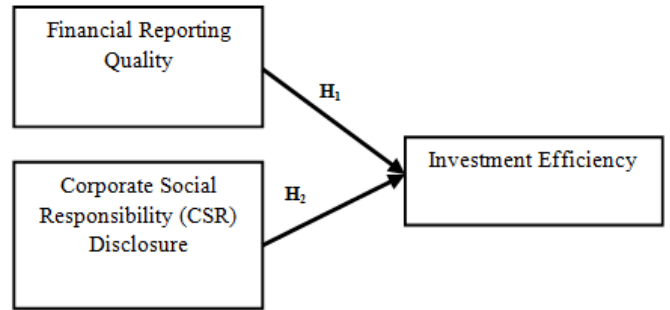 Financial Reporting
Quality
H₁
Investment Efficiency
Corporate Social
Responsibility (CSR)
Disclosure
H₂